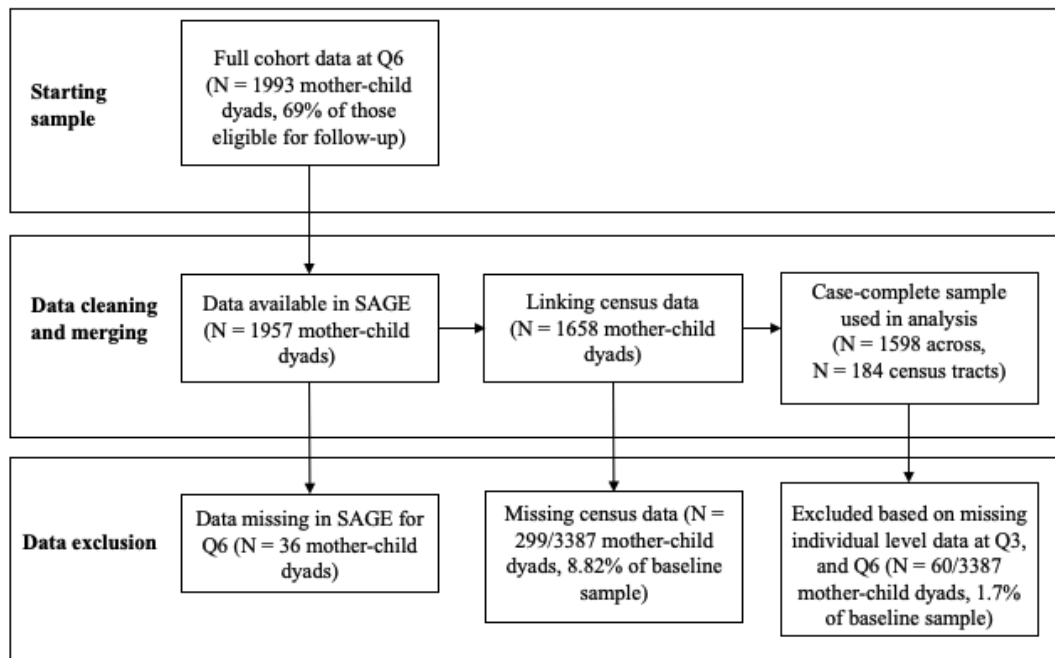 Starting
sample
Full cohort data at Q6
(N = 1993 mother-child
dyads, 69% of those
eligible for follow-up)
Data cleaning
and merging
Data available in SAGE
(N = 1957 mother-child
dyads)
Linking census data
(N = 1658 mother-child
dyads)
Case-complete sample
used in analysis
(N = 1598 across,
N = 184 census tracts)
Data exclusion
Data missing in SAGE for
Q6 (N = 36 mother-child
dyads)
Missing census data (N =
299/3387 mother-child
dyads, 8.82% of baseline
sample)
Excluded based on missing
individual level data at Q3,
and Q6 (N = 60/3387
mother-child dyads, 1.7%
of baseline sample)